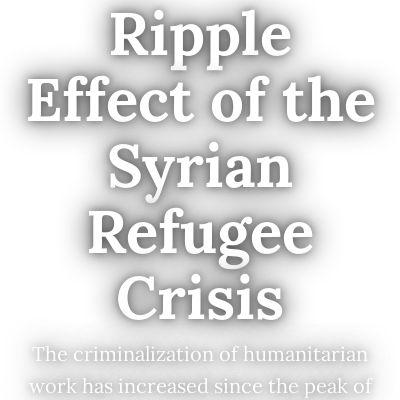 Ripple
Effect of the
Syrian
Refugee
Crisis
The criminalization of humanitarian
work has increased since the peak of